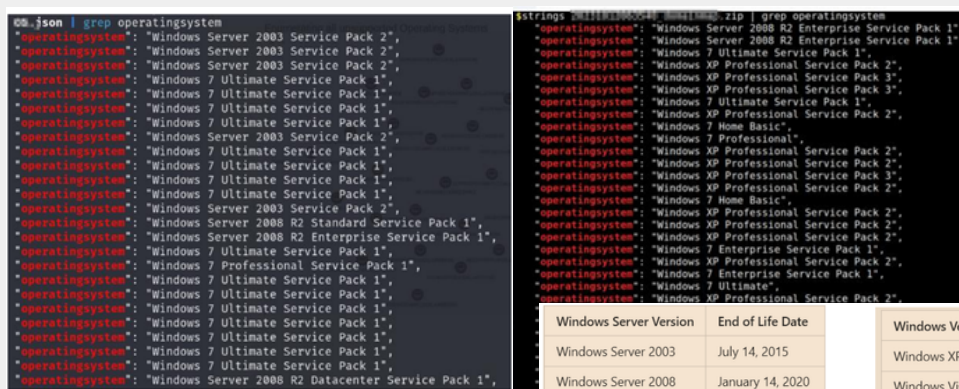 .json | grep operatingsystem
"operatingsystem": "Windows Server 2003 Service Pack 2",
"operatingsystem": "Windows Server 2003 Service Pack 2",
"operatingsystem": "Windows Server 2003 Service Pack 2",
"operatingsystem": "Windows 7 Ultimate Service Pack 1",
"operatingsystem": "Windows 7 Ultimate Service Pack 1",
"operatingsystem": "Windows 7 Ultimate Service Pack 1",
"operatingsystem": "Windows 7 Ultimate Service Pack 1",
"operatingsystem": "Windows Server 2003 Service Pack 2",
"operatingsystem": "Windows 7 Ultimate Service Pack 1",
"operatingsystem": "Windows 7 Ultimate Service Pack 1",
"operatingsystem": "Windows 7 Ultimate Service Pack 1",
"operatingsystem": "Windows 7 Ultimate Service Pack 1",
"operatingsystem": "Windows Server 2003 Service Pack 2",
"operatingsystem": "Windows Server 2008 R2 Standard Service Pack 1",
"operatingsystem": "Windows Server 2008 R2 Enterprise Service Pack 1",
"operatingsystem": "Windows 7 Ultimate Service Pack 1",
"operatingsystem": "Windows 7 Professional Service Pack 1",
"operatingsystem": "Windows 7 Ultimate Service Pack 1",
"operatingsystem": "Windows 7 Ultimate Service Pack 1",
"operatingsystem": "Windows 7 Ultimate Service Pack 1",
"operatingsystem": "Windows 7 Ultimate Service Pack 1",
"operatingsystem": "Windows 7 Ultimate Service Pack 1",
"operatingsystem": "Windows 7 Ultimate Service Pack 1",
"operatingsystem": "Windows 7 Ultimate Service Pack 1",
"operatingsystem": "Windows Server 2008 R2 Datacenter Service Pack 1",
$strings .zip | grep operatingsystem
"operatingsystem": "Windows Server 2008 R2 Enterprise Service Pack 1"
"operatingsystem": "Windows Server 2008 R2 Enterprise Service Pack 1"
"operatingsystem": "Windows 7 Ultimate Service Pack 1",
"operatingsystem": "Windows XP Professional Service Pack 2",
"operatingsystem": "Windows XP Professional Service Pack 3",
"operatingsystem": "Windows XP Professional Service Pack 3",
"operatingsystem": "Windows 7 Ultimate Service Pack 1",
"operatingsystem": "Windows XP Professional Service Pack 2",
"operatingsystem": "Windows 7 Home Basic",
"operatingsystem": "Windows 7 Professional",
"operatingsystem": "Windows XP Professional Service Pack 2",
"operatingsystem": "Windows XP Professional Service Pack 2",
"operatingsystem": "Windows XP Professional Service Pack 3",
"operatingsystem": "Windows XP Professional Service Pack 2",
"operatingsystem": "Windows 7 Home Basic",
"operatingsystem": "Windows XP Professional Service Pack 2",
"operatingsystem": "Windows XP Professional Service Pack 2",
"operatingsystem": "Windows XP Professional Service Pack 2",
"operatingsystem": "Windows 7 Enterprise Service Pack 1",
"operatingsystem": "Windows XP Professional Service Pack 2",
"operatingsystem": "Windows 7 Enterprise Service Pack 1",
"operatingsystem": "Windows 7 Ultimate",
"operatingsystem": "Windows XP Professional Service Pack 2",
Windows Server Version End of Life Date
Windows Server 2003 July 14, 2015
Windows Server 2008 January 14, 2020
Windows Ve
Windows XP
Windows Vi